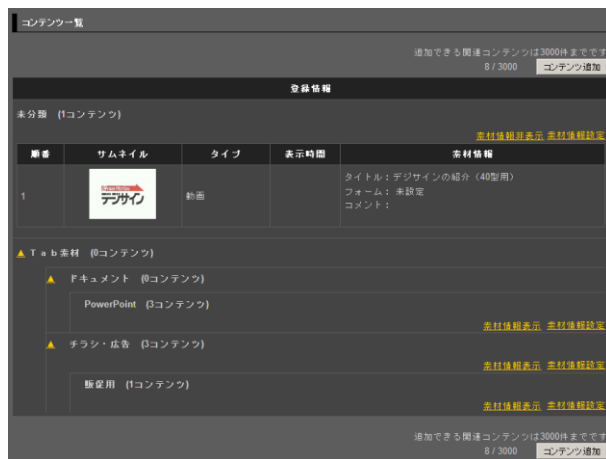 コンテンツ一覧
追加できる関連コンテンツは3000件までです
8 / 3000 コンテンツ追加
登録情報
未分類 (1コンテンツ)
素材情報非表示 素材情報設定
順番 サムネイル タイプ 表示時間 素材情報
1 デジサイン 動画
タイトル：デジサインの紹介（40型用）
フォーム： 未設定
コメント：
▲ Ｔａｂ素材 (0コンテンツ)
▲ ドキュメント (0コンテンツ)
PowerPoint (3コンテンツ)
素材情報表示 素材情報設定
▲ チラシ・広告 (3コンテンツ)
素材情報表示 素材情報設定
販促用 (1コンテンツ)
素材情報表示 素材情報設定
追加できる関連コンテンツは3000件までです
8 / 3000 コンテンツ追加